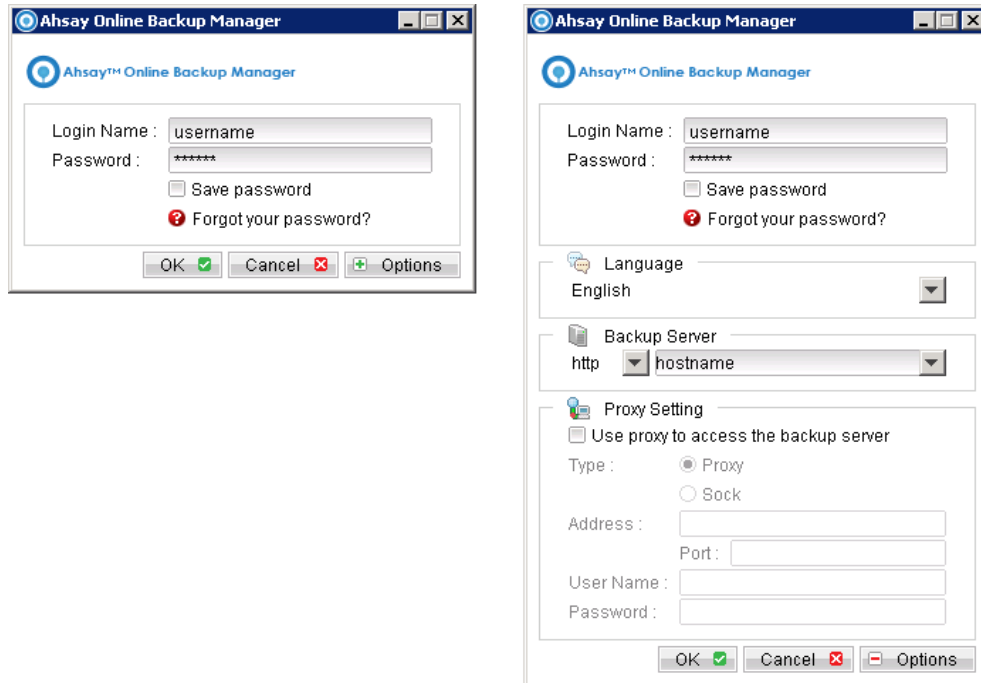 Ahsay Online Backup Manager
Ahsay™ Online Backup Manager
Login Name : username
Password : ******
Save password
Forgot your password?
OK Cancel Options
Ahsay Online Backup Manager
Ahsay™ Online Backup Manager
Login Name : username
Password : ******
Save password
Forgot your password?
Language
English
Backup Server
http hostname
Proxy Setting
Use proxy to access the backup server
Type : Proxy
Sock
Address :
Port :
User Name :
Password :
OK Cancel Options